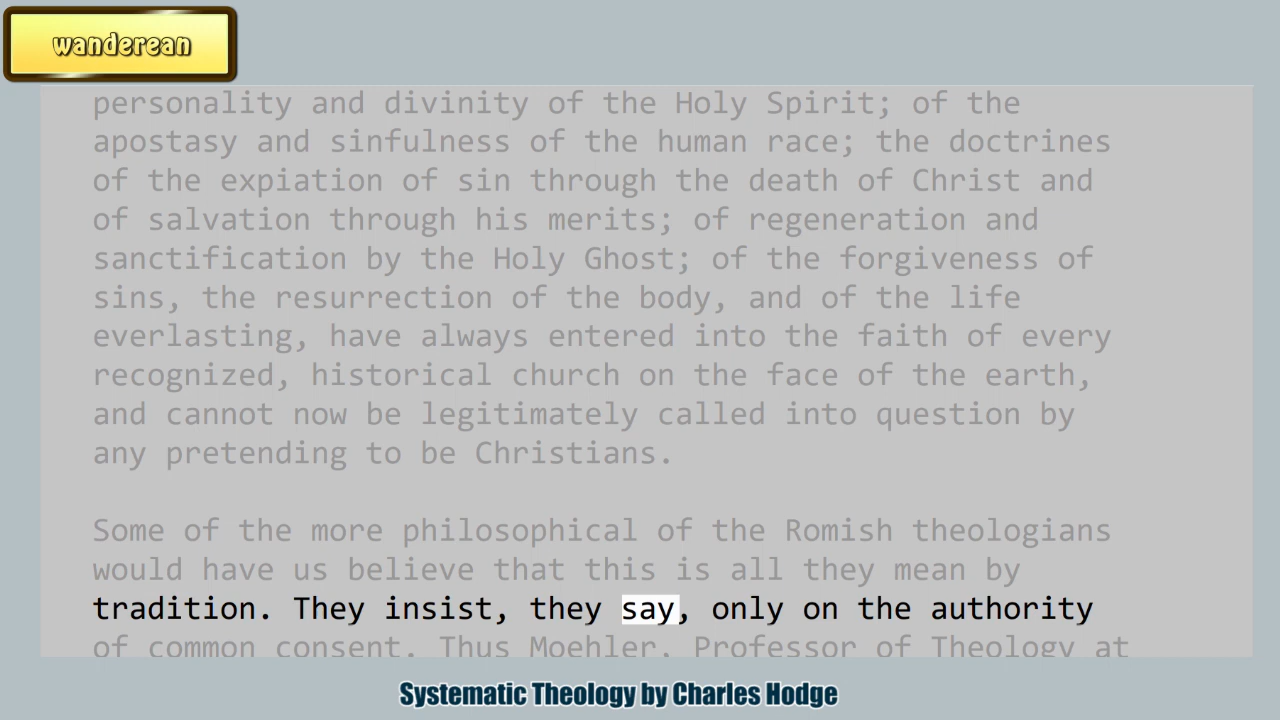 wanderean
personality and divinity of the Holy Spirit; of the
apostasy and sinfulness of the human race; the doctrines
of the expiation of sin through the death of Christ and
of salvation through his merits; of regeneration and
sanctification by the Holy Ghost; of the forgiveness of
sins, the resurrection of the body, and of the life
everlasting, have always entered into the faith of every
recognized, historical church on the face of the earth,
and cannot now be legitimately called into question by
any pretending to be Christians.
Some of the more philosophical of the Romish theologians
would have us believe that this is all they mean by
tradition. They insist, they say, only on the authority
of common consent. Thus Moehler, Professor of Theology at
Systematic Theology by Charles Hodge